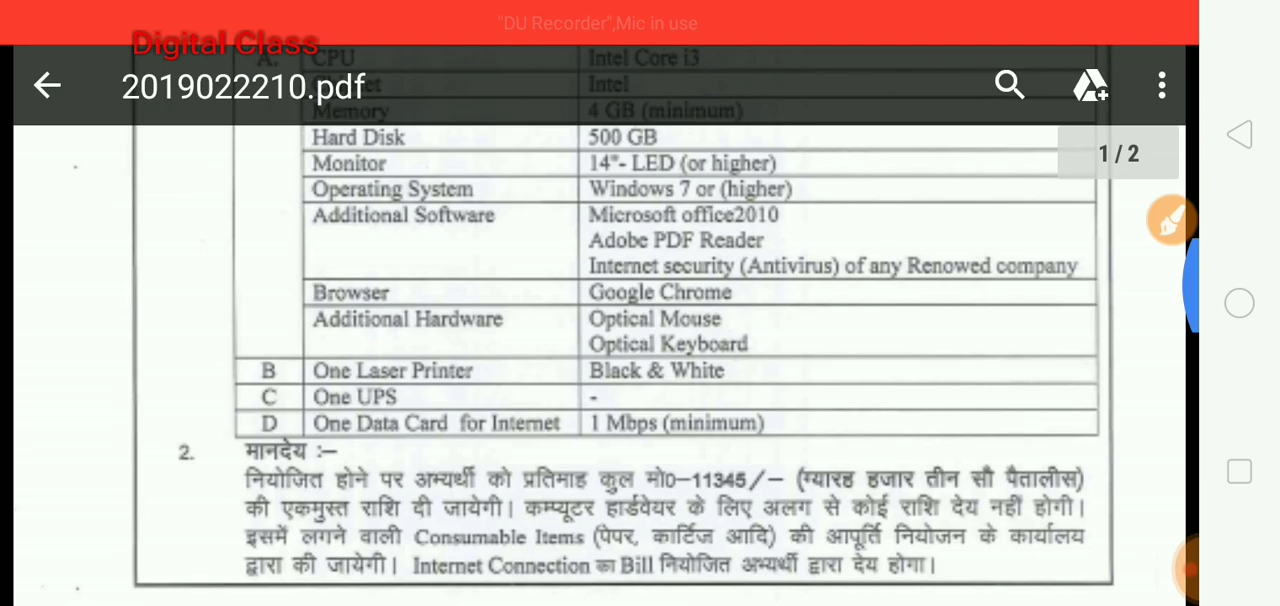 "DU Recorder",Mic in use
Digital Class
2019022210.pdf
1 / 2
A. CPU Intel Core i3
Intel
Memory 4 GB (minimum)
Hard Disk 500 GB
Monitor 14"- LED (or higher)
Operating System Windows 7 or (higher)
Additional Software Microsoft office2010
Adobe PDF Reader
Internet security (Antivirus) of any Renowed company
Browser Google Chrome
Additional Hardware Optical Mouse
Optical Keyboard
B One Laser Printer Black & White
C One UPS -
D One Data Card for Internet 1 Mbps (minimum)
2. मानदेय :–
नियोजित होने पर अभ्यर्थी को प्रतिमाह कुल मो0–11345/– (ग्यारह हजार तीन सौ पैतालीस)
की एकमुस्त राशि दी जायेगी। कम्प्यूटर हार्डवेयर के लिए अलग से कोई राशि देय नहीं होगी।
इसमें लगने वाली Consumable Items (पेपर, कार्टिज आदि) की आपूर्ति नियोजन के कार्यालय
द्वारा की जायेगी। Internet Connection का Bill नियोजित अभ्यर्थी द्वारा देय होगा।